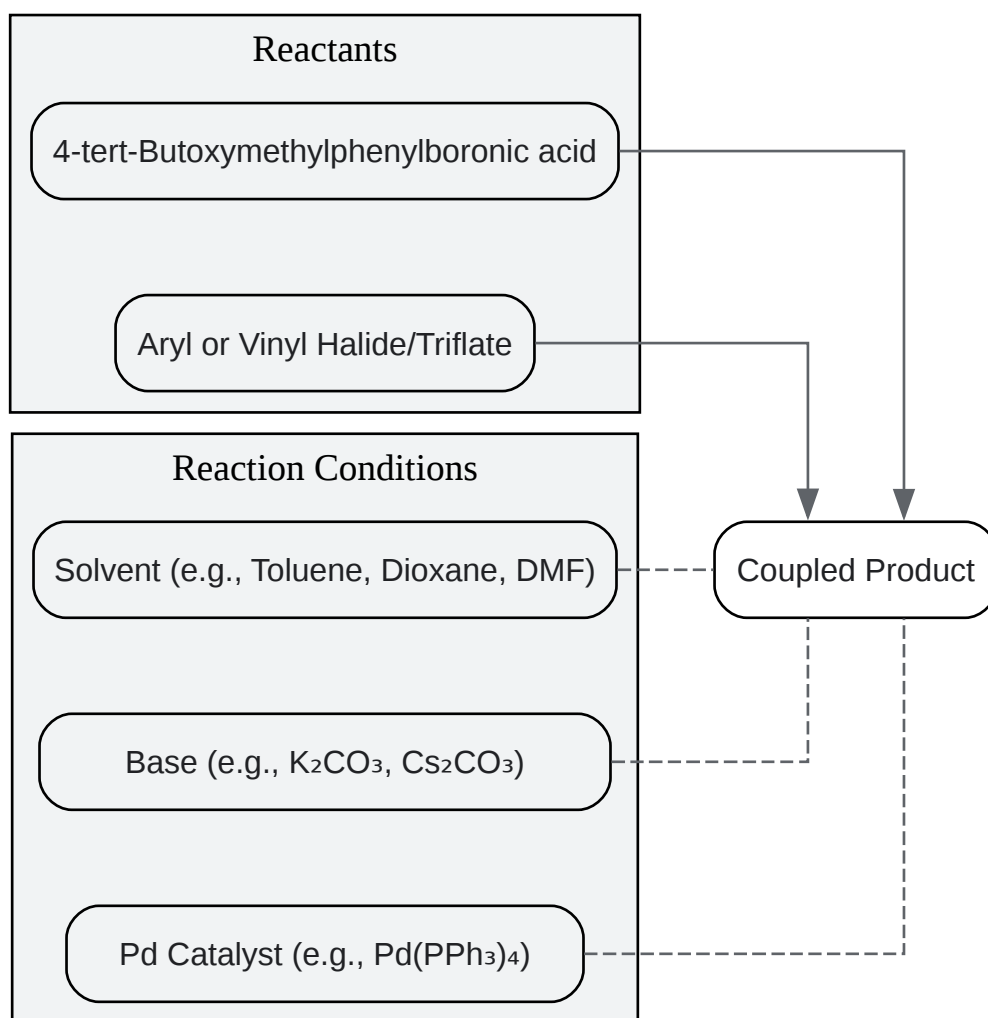 Reactants
4-tert-Butoxymethylphenylboronic acid
Aryl or Vinyl Halide/Triflate
Reaction Conditions
Solvent (e.g., Toluene, Dioxane, DMF)
Coupled Product
Base (e.g., K₂CO₃, Cs₂CO₃)
Pd Catalyst (e.g., Pd(PPh₃)₄)